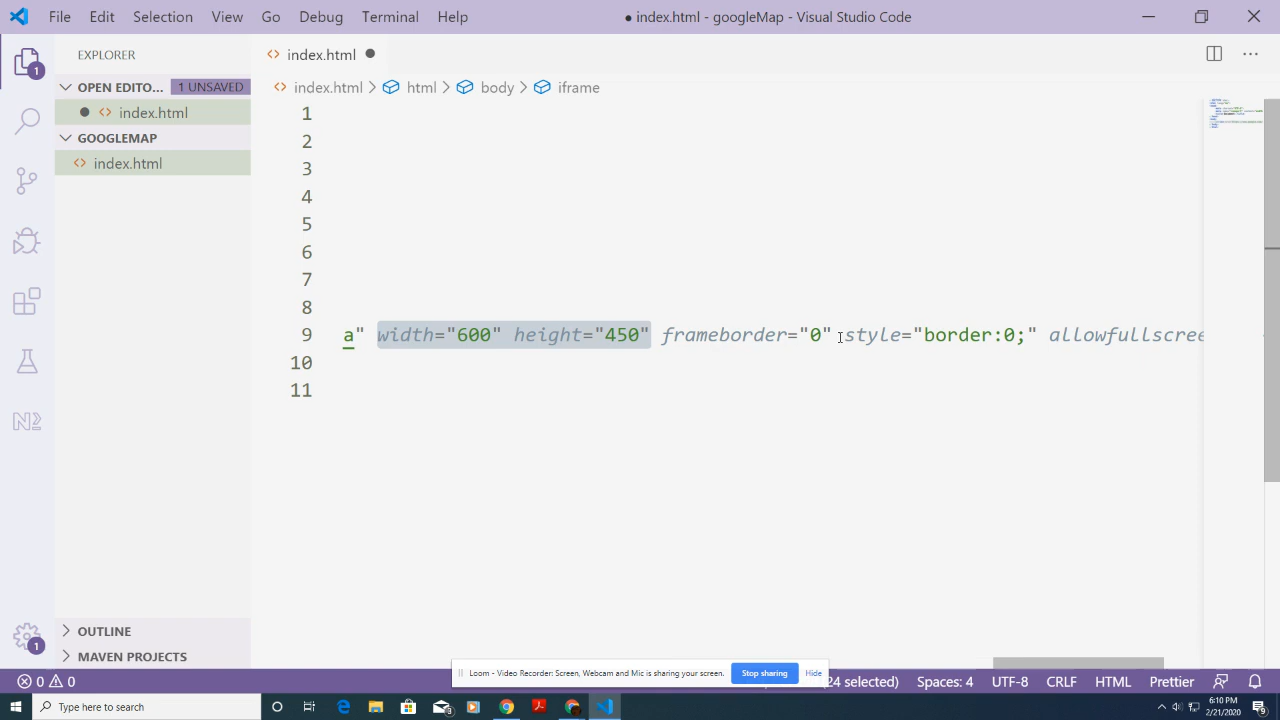 File Edit Selection View Go Debug Terminal Help
● index.html - googleMap - Visual Studio Code
EXPLORER
index.html
OPEN EDITO... 1 UNSAVED
index.html > html > body > iframe
index.html
GOOGLEMAP
index.html
1
1
2
3
4
5
6
7
8
9 a" width="600" height="450" frameborder="0" style="border:0;" allowfullscree
10
11
OUTLINE
1
MAVEN PROJECTS
Loom - Video Recorder: Screen, Webcam and Mic is sharing your screen. Stop sharing Hide
0 0 24 selected) Spaces: 4 UTF-8 CRLF HTML Prettier
Type here to search
6:10 PM
2/21/2020